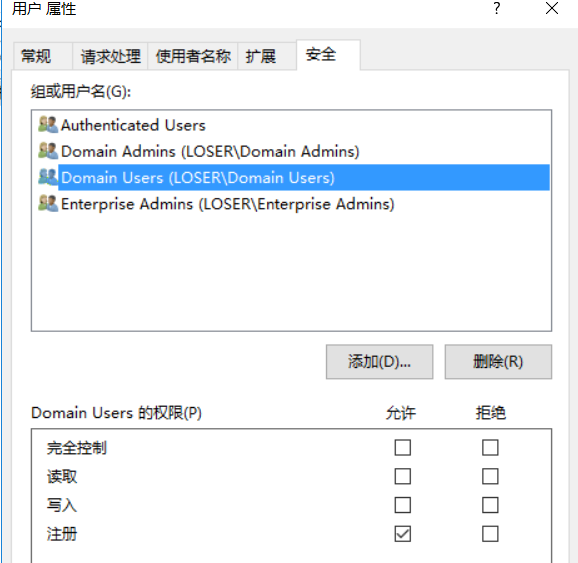 用户 属性
? ×
常规 请求处理 使用者名称 扩展 安全
组或用户名(G):
Authenticated Users
Domain Admins (LOSER\Domain Admins)
Domain Users (LOSER\Domain Users)
Enterprise Admins (LOSER\Enterprise Admins)
添加(D)... 删除(R)
Domain Users 的权限(P) 允许 拒绝
完全控制
读取
写入
注册